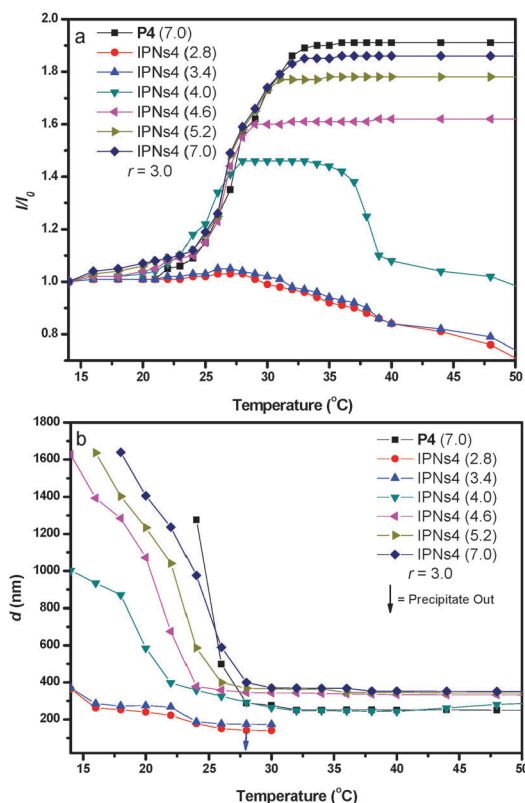 a
P4 (7.0)
IPNs4 (2.8)
IPNs4 (3.4)
IPNs4 (4.0)
IPNs4 (4.6)
IPNs4 (5.2)
IPNs4 (7.0)
r = 3.0
I/I0
2.0
1.8
1.6
1.4
1.2
1.0
0.8
15 20 25 30 35 40 45 50
Temperature (°C)
b
P4 (7.0)
IPNs4 (2.8)
IPNs4 (3.4)
IPNs4 (4.0)
IPNs4 (4.6)
IPNs4 (5.2)
IPNs4 (7.0)
r = 3.0
= Precipitate Out
d (nm)
1800
1600
1400
1200
1000
800
600
400
200
15 20 25 30 35 40 45 50
Temperature (°C)